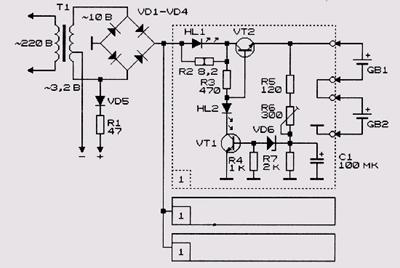 T1
~10 В
VD1-VD4
~220 В
HL1
VT2
R2 8,2
R3
470
R5
120
GB1
~3,2 В
HL2
R6
300
VD5
GB2
R1
47
VT1
VD6
R4
1К
R7
2К
C1
100 МК
- +
1
1
1